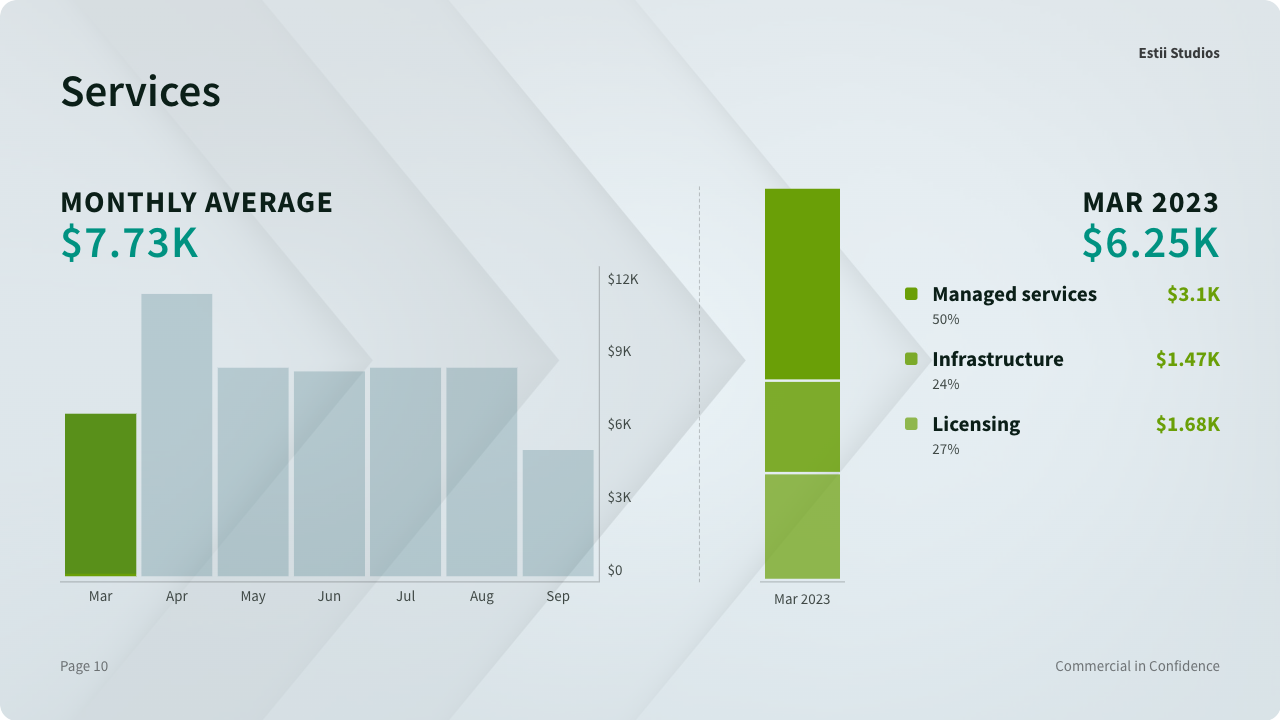 Estii Studios
Services
MONTHLY AVERAGE
$7.73K
$12K
$9K
$6K
$3K
$0
Mar Apr May Jun Jul Aug Sep
Mar 2023
MAR 2023
$6.25K
Managed services $3.1K
50%
Infrastructure $1.47K
24%
Licensing $1.68K
27%
Page 10
Commercial in Confidence